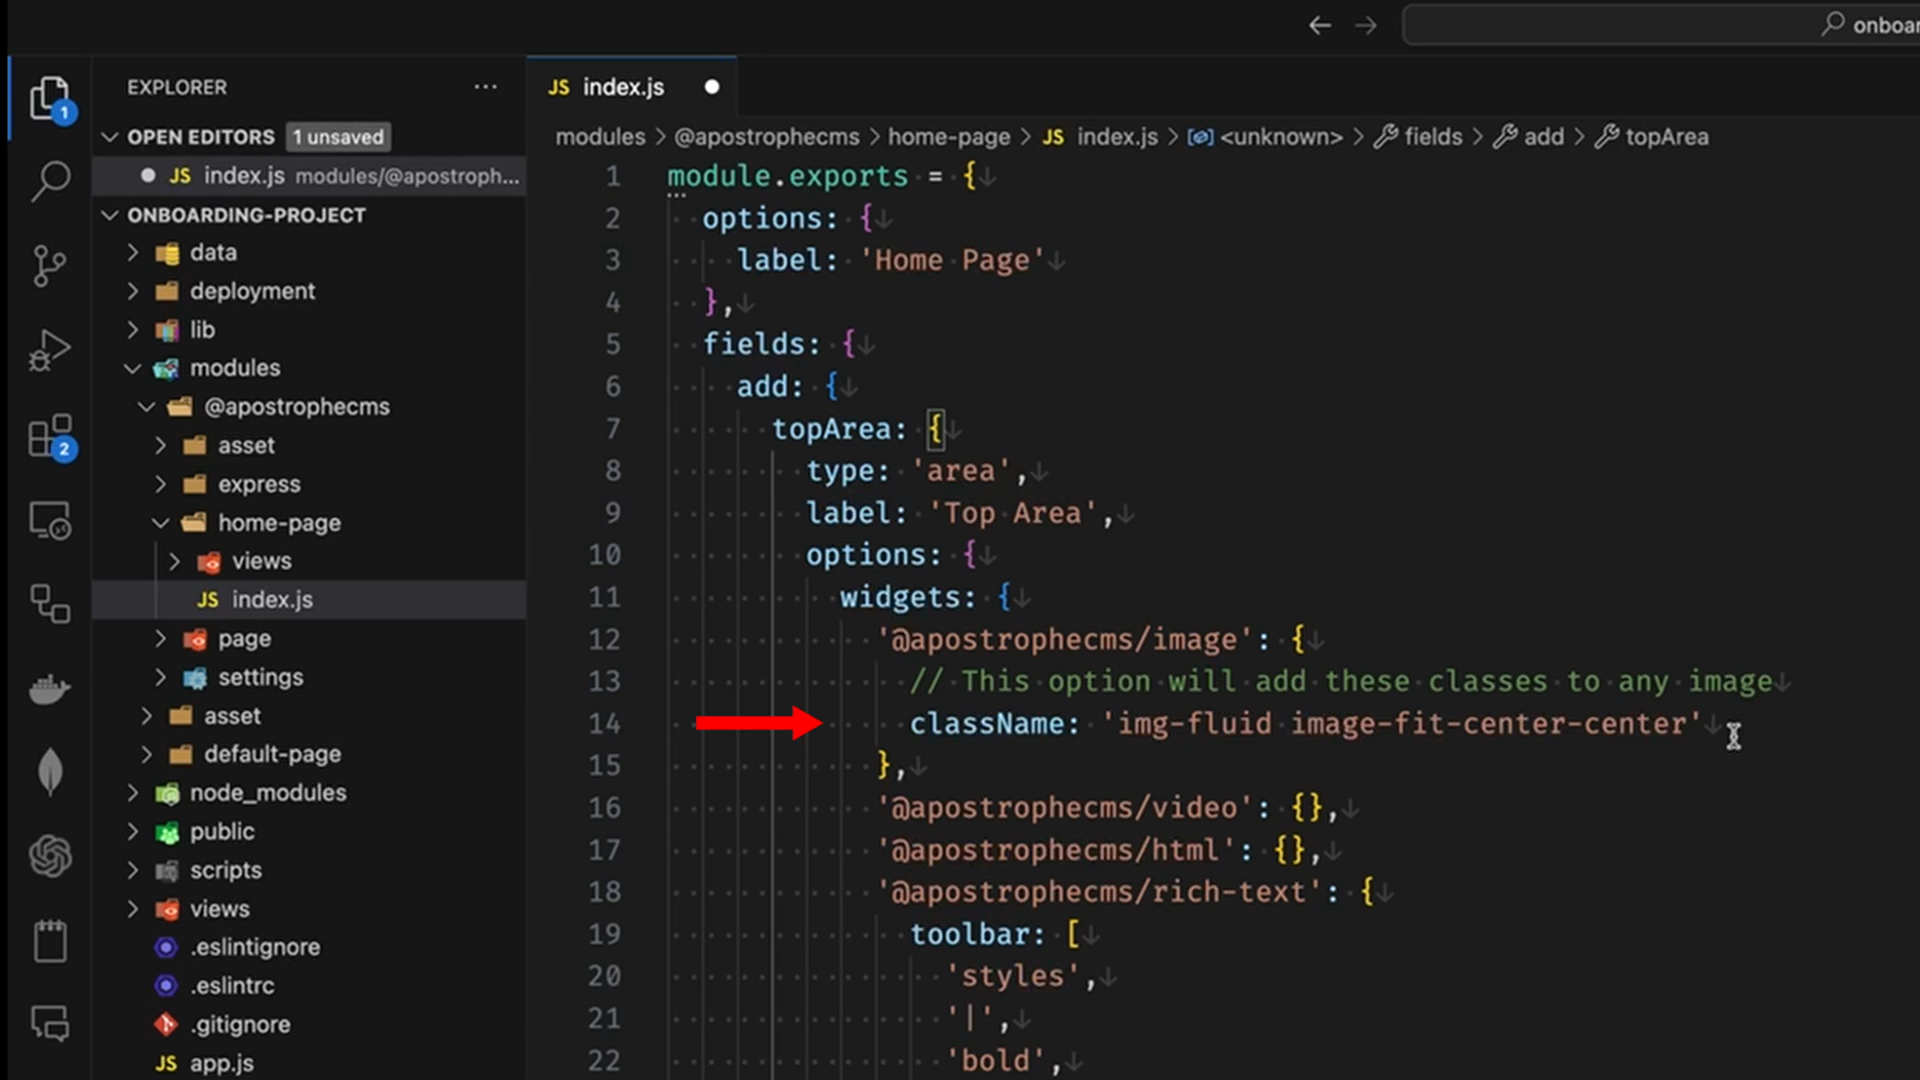 onboar
EXPLORER
JS index.js
1
OPEN EDITORS 1 unsaved
JS index.js modules/@apostroph...
ONBOARDING-PROJECT
data
deployment
lib
modules
@apostrophecms
asset
express
home-page
views
JS index.js
page
settings
asset
default-page
node_modules
public
scripts
views
.eslintignore
.eslintrc
.gitignore
JS app.js
2
modules > @apostrophecms > home-page > JS index.js > <unknown> > fields > add > topArea
1 module.exports = {
2 options: {
3 label: 'Home Page'
4 },
5 fields: {
6 add: {
7 topArea: {
8 type: 'area',
9 label: 'Top Area',
10 options: {
11 widgets: {
12 '@apostrophecms/image': {
13 // This option will add these classes to any image
14 className: 'img-fluid image-fit-center-center'
15 },
16 '@apostrophecms/video': {},
17 '@apostrophecms/html': {},
18 '@apostrophecms/rich-text': {
19 toolbar: [
20 'styles',
21 '|',
22 'bold',